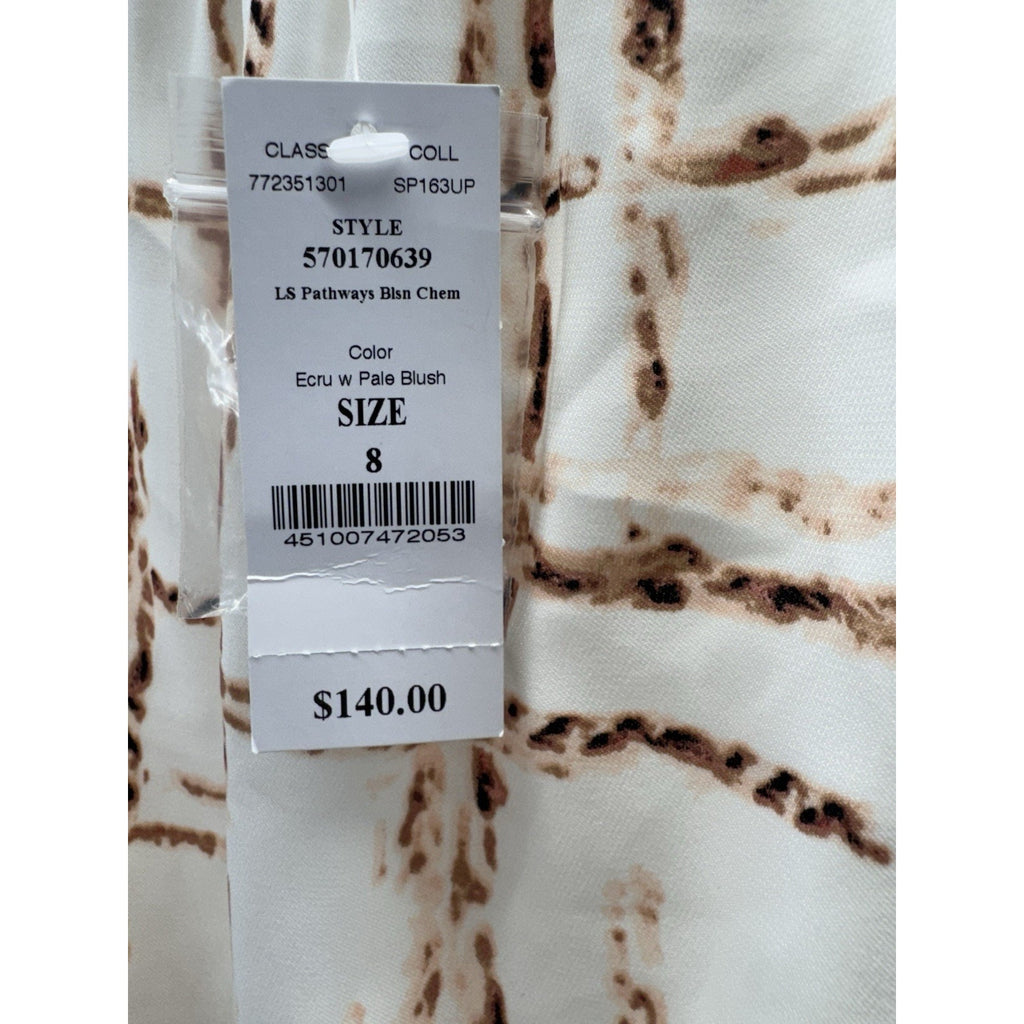 CLASS COLL
772351301 SP163UP
STYLE
570170639
LS Pathways Blsn Chem
Color
Ecru w Pale Blush
SIZE
8
451007472053
$140.00